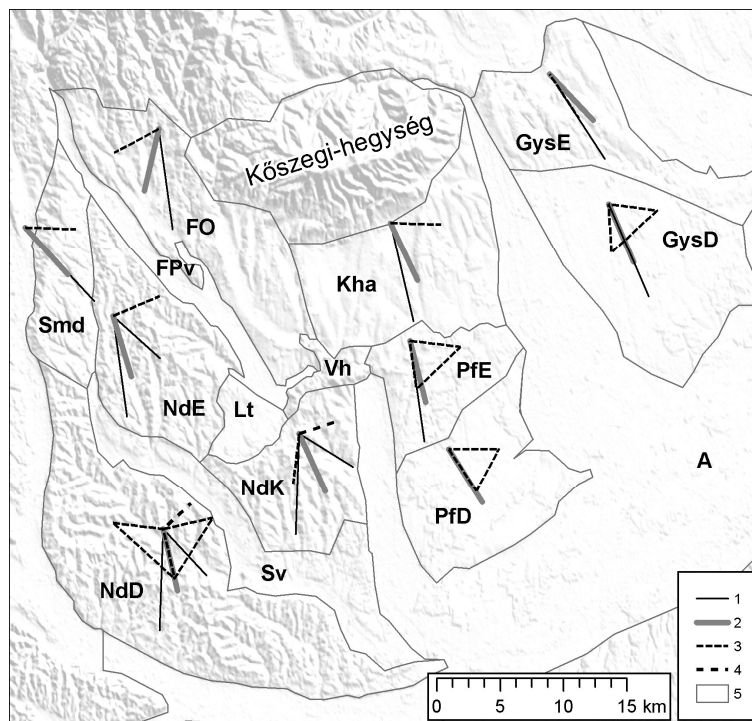 Kőszegi-hegység
GysE
FO
GysD
FPv
Kha
Smd
Vh
PfE
NdE
Lt
A
NdK
PfD
Sv
NdD
1
2
3
4
5
0 5 10 15 km